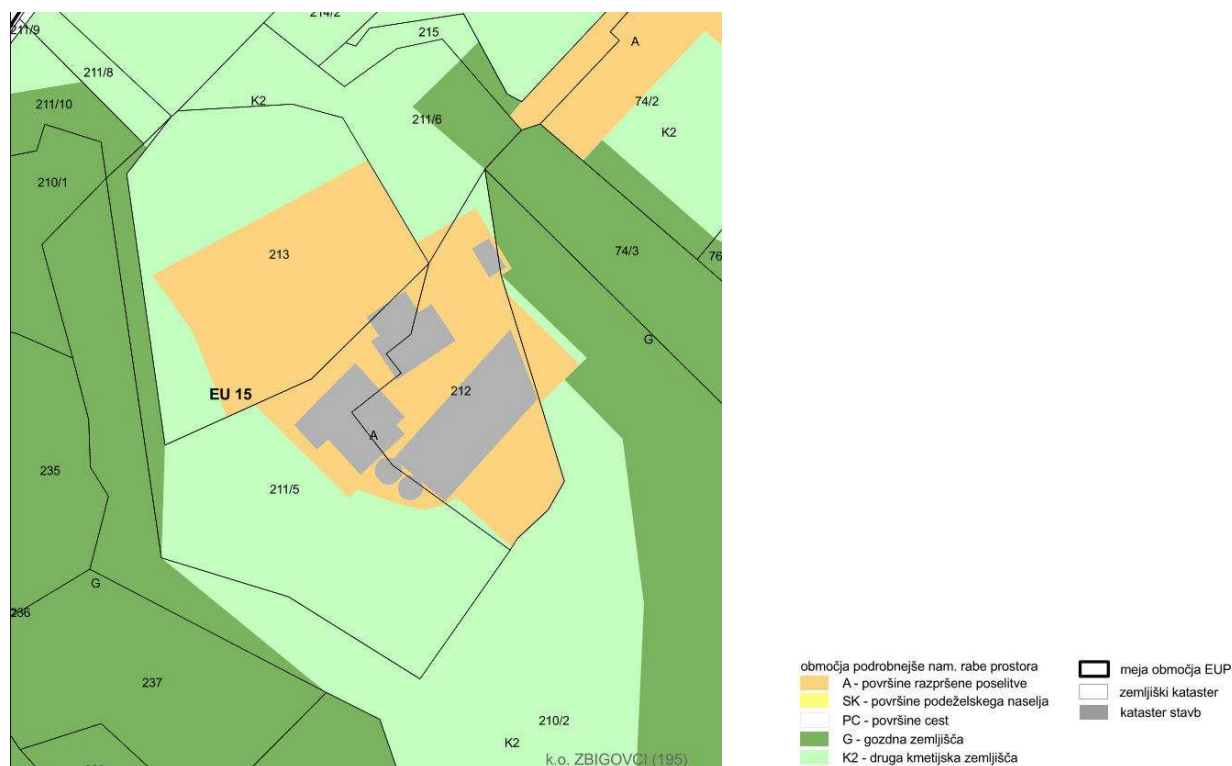 211/9
214/2
215
A
211/8
K2
211/10
211/6
74/2
K2
210/1
213
74/3
76
G
EU 15
212
A
235
211/5
G
236
237
210/2
K2
k.o. ZBIGOVCI (195)
območja podrobnejše nam. rabe prostora
A - površine razpršene poselitve
SK - površine podeželskega naselja
PC - površine cest
G - gozdna zemljišča
K2 - druga kmetijska zemljišča
meja območja EUP
zemljiški kataster
kataster stavb